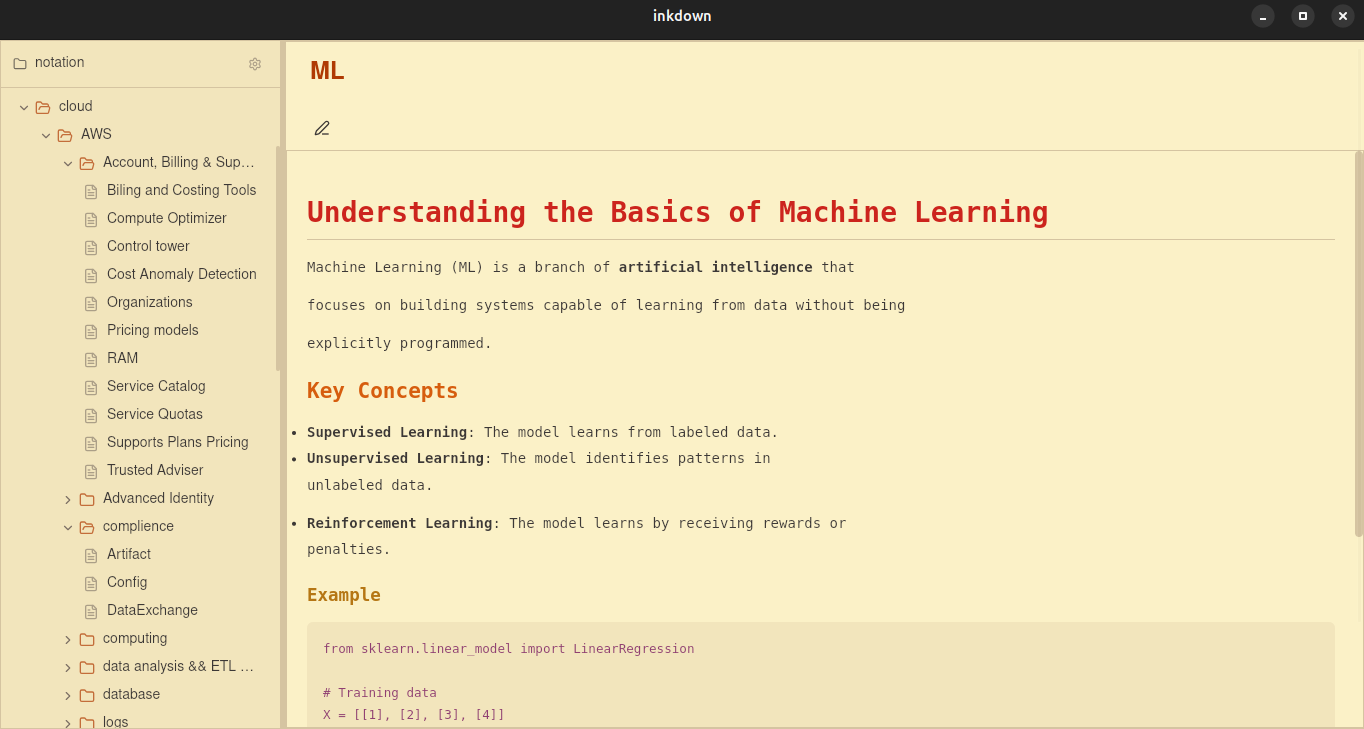 inkdown
notation
cloud
AWS
Account, Billing & Sup...
Biling and Costing Tools
Compute Optimizer
Control tower
Cost Anomaly Detection
Organizations
Pricing models
RAM
Service Catalog
Service Quotas
Supports Plans Pricing
Trusted Adviser
Advanced Identity
complience
Artifact
Config
DataExchange
computing
data analysis && ETL ...
database
logs
ML
Understanding the Basics of Machine Learning
Machine Learning (ML) is a branch of artificial intelligence that
focuses on building systems capable of learning from data without being
explicitly programmed.
Key Concepts
• Supervised Learning: The model learns from labeled data.
• Unsupervised Learning: The model identifies patterns in
unlabeled data.
• Reinforcement Learning: The model learns by receiving rewards or
penalties.
Example
from sklearn.linear_model import LinearRegression
# Training data
X = [[1], [2], [3], [4]]